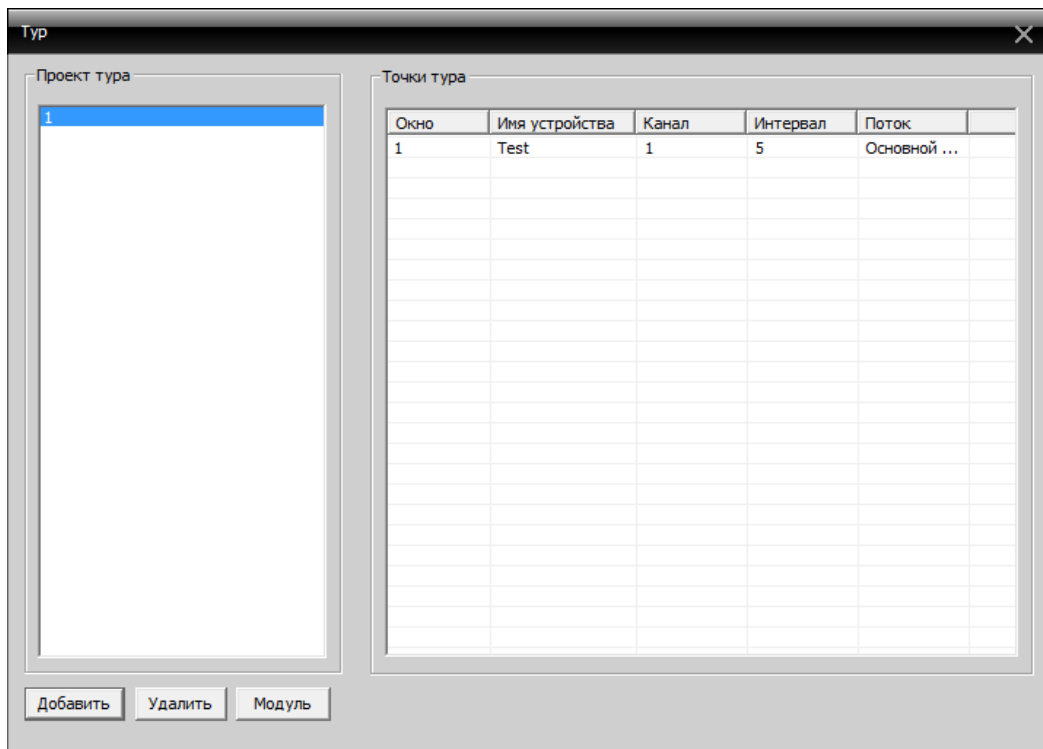 Тур
Проект тура
1
Точки тура
Окно Имя устройства Канал Интервал Поток
1 Test 1 5 Основной ...
Добавить Удалить Модуль